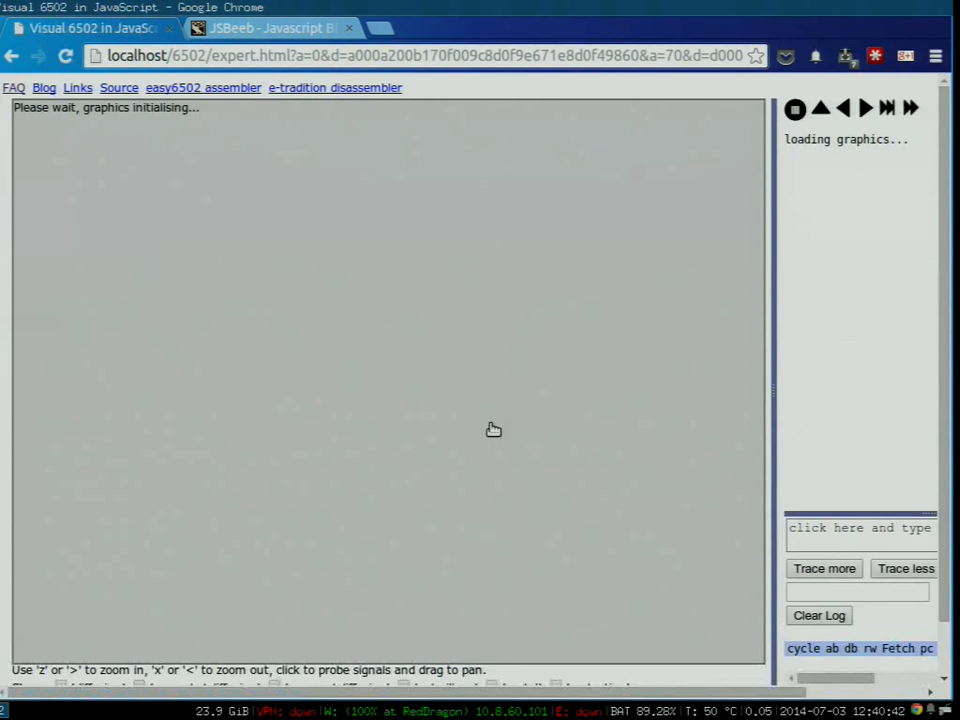 Visual 6502 in JavaScript - Google Chrome
Visual 6502 in JavaSc
JSBeeb - Javascript B
localhost/6502/expert.html?a=0&d=a000a200b170f009c8d0f9e671e8d0f49860&a=70&d=d000
FAQ Blog Links Source easy6502 assembler e-tradition disassembler
Please wait, graphics initialising...
loading graphics...
click here and type
Trace more Trace less
Clear Log
cycle ab db rw Fetch pc
Use 'z' or '>' to zoom in, 'x' or '<' to zoom out, click to probe signals and drag to pan.
2 23.9 GiB|VPN: down|W: (100% at RedDragon) 10.8.60.101|E: down|BAT 89.28%|T: 50 °C|0.05|2014-07-03 12:40:42